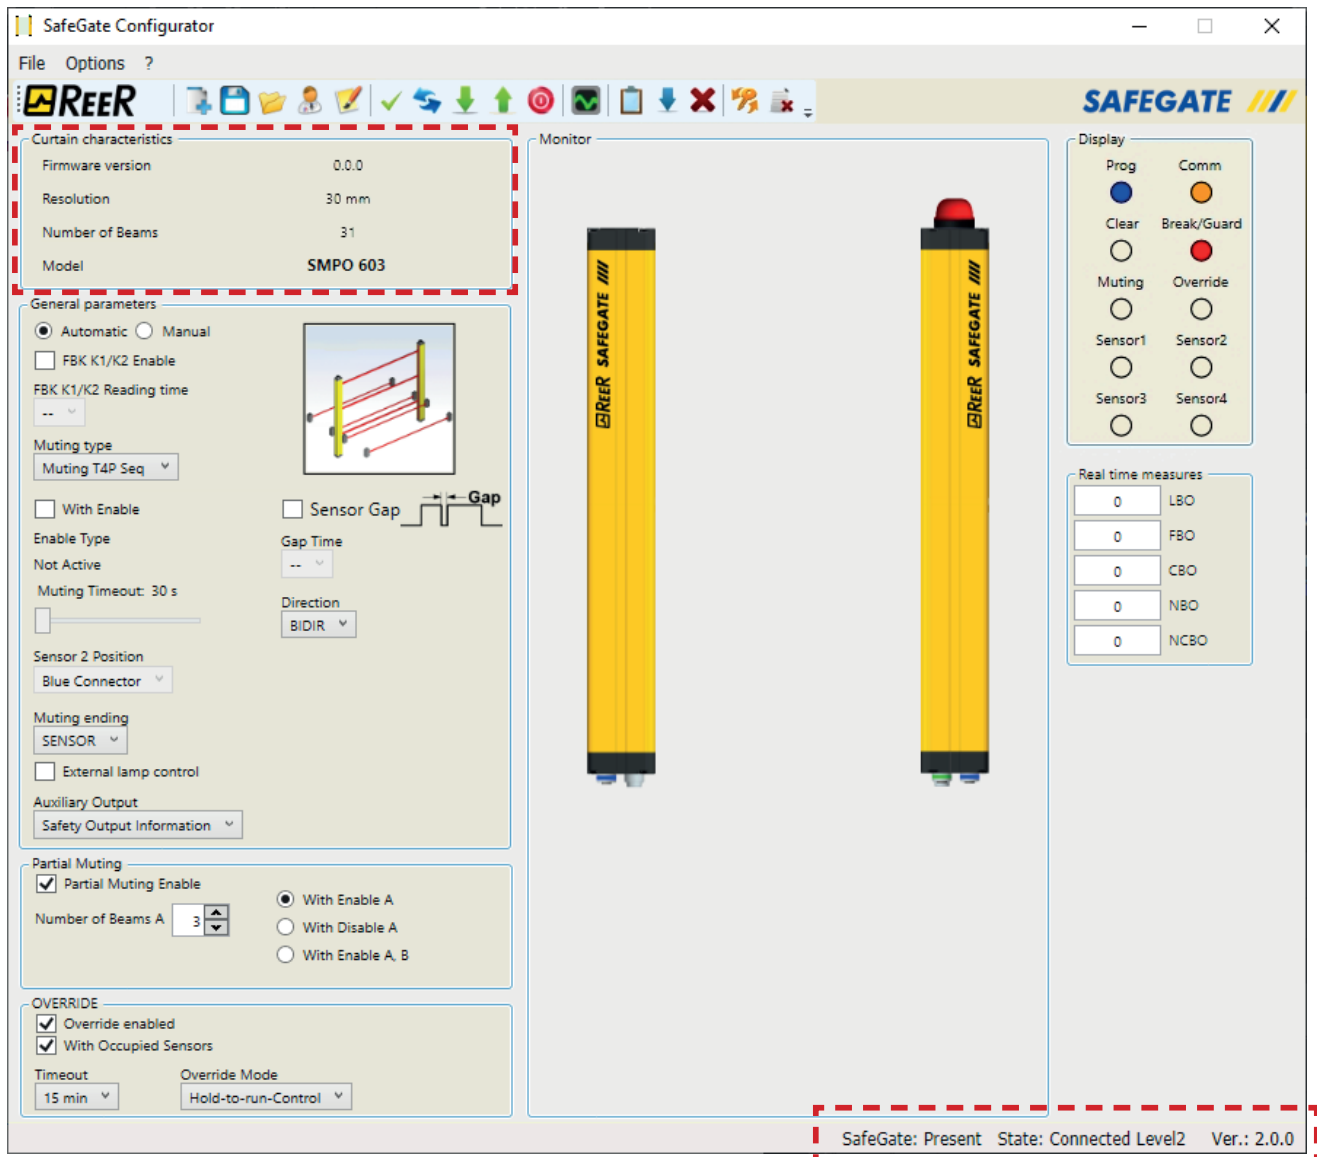 SafeGate Configurator
File Options ?
REER
SAFEGATE
Curtain characteristics
Firmware version 0.0.0
Resolution 30 mm
Number of Beams 31
Model SMPO 603
General parameters
Automatic Manual
FBK K1/K2 Enable
FBK K1/K2 Reading time
--
Muting type
Muting T4P Seq
With Enable
Sensor Gap
Gap
Enable Type
Not Active
Gap Time
--
Muting Timeout: 30 s
Direction
BIDIR
Sensor 2 Position
Blue Connector
Muting ending
SENSOR
External lamp control
Auxiliary Output
Safety Output Information
Partial Muting
Partial Muting Enable
Number of Beams A 3
With Enable A
With Disable A
With Enable A, B
OVERRIDE
Override enabled
With Occupied Sensors
Timeout
15 min
Override Mode
Hold-to-run-Control
Monitor
REER SAFEGATE
REER SAFEGATE
Display
Prog Comm
Clear Break/Guard
Muting Override
Sensor1 Sensor2
Sensor3 Sensor4
Real time measures
0 LBO
0 FBO
0 CBO
0 NBO
0 NCBO
SafeGate: Present State: Connected Level2 Ver.: 2.0.0